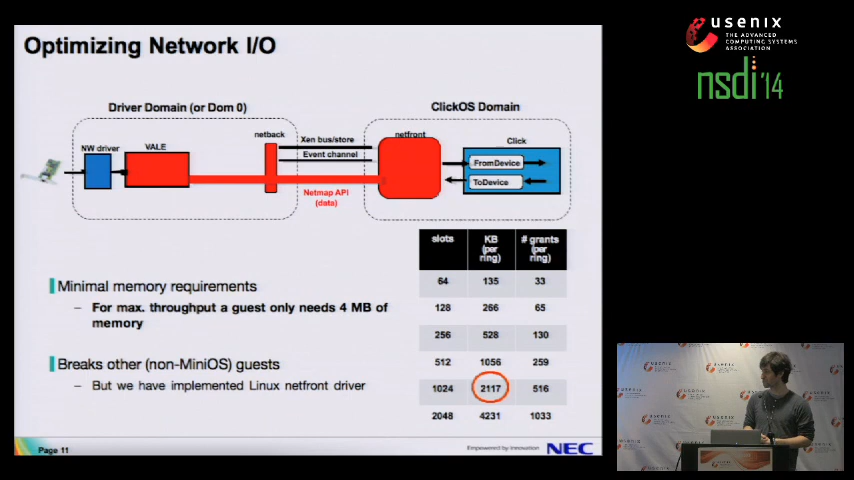 Optimizing Network I/O
Driver Domain (or Dom 0)
ClickOS Domain
netback
Xen bus/store
netfront
NW driver
VALE
Event channel
Click
FromDevice
ToDevice
Netmap API
(data)
slots
KB
(per
ring)
# grants
(per
ring)
64 135 33
128 266 65
256 528 130
512 1056 259
1024 2117 516
2048 4231 1033
Minimal memory requirements
– For max. throughput a guest only needs 4 MB of
memory
Breaks other (non-MiniOS) guests
– But we have implemented Linux netfront driver
Page 11
Empowered by Innovation
NEC
usenix
THE ADVANCED
COMPUTING SYSTEMS
ASSOCIATION
nsdi '14
usenix
usenix
usenix
usenix